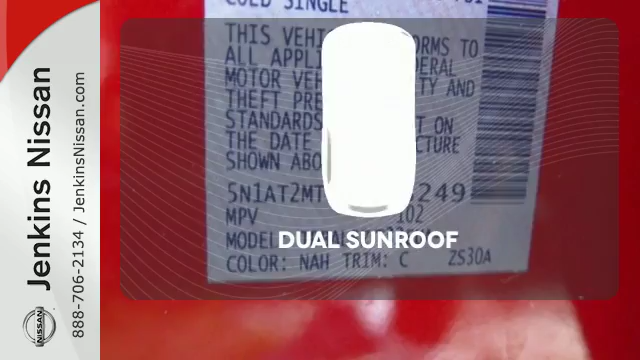 Jenkins Nissan
888-706-2134 / JenkinsNissan.com
NISSAN
COLD SINGLE
THIS VEHI ORMS TO
ALL APPLI DERAL
MOTOR VEH TY AND
THEFT PRE
STANDARDS T ON
THE DATE CTURE
SHOWN ABO
5N1AT2MT 249
MPV 102
MODEL
DUAL SUNROOF
COLOR: NAH TRIM: C ZS30A